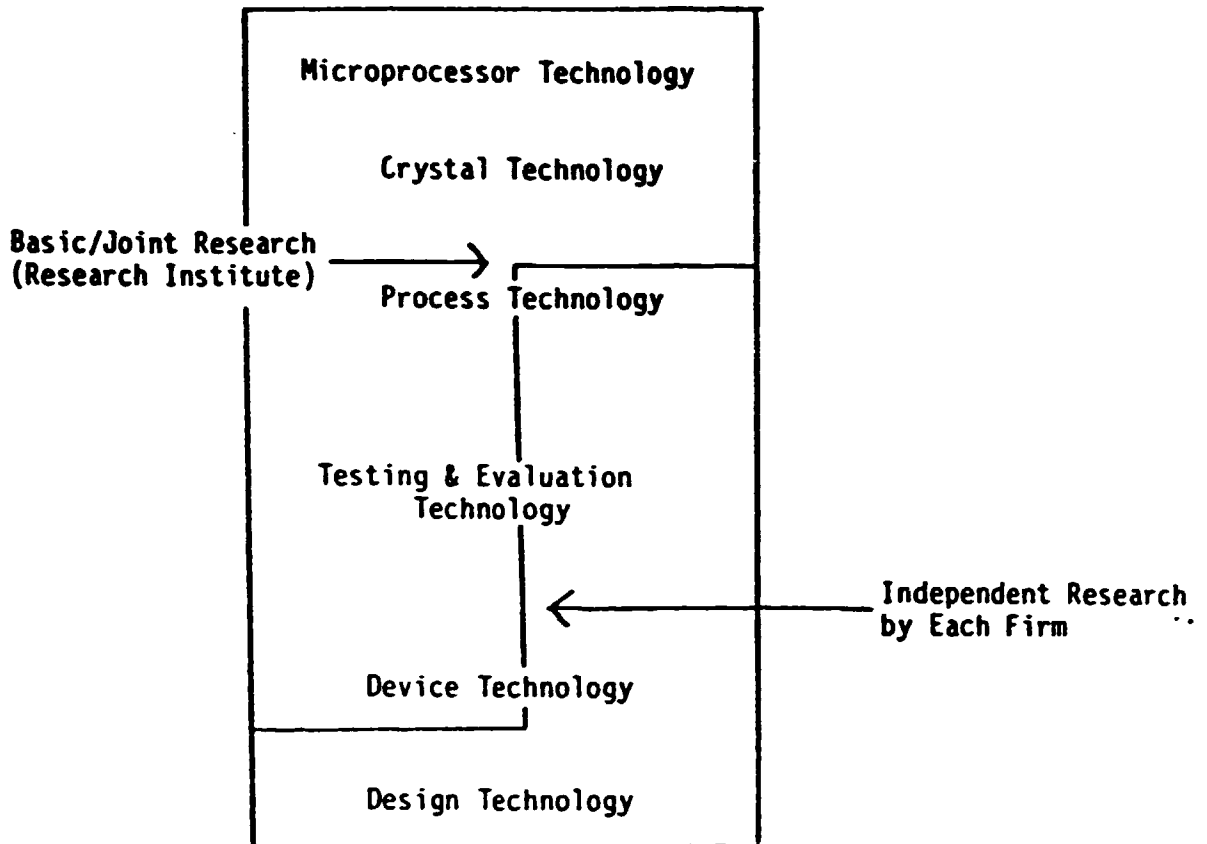 Microprocessor Technology
Crystal Technology
Basic/Joint Research
(Research Institute)
Process Technology
Testing & Evaluation
Technology
Independent Research
by Each Firm
Device Technology
Design Technology